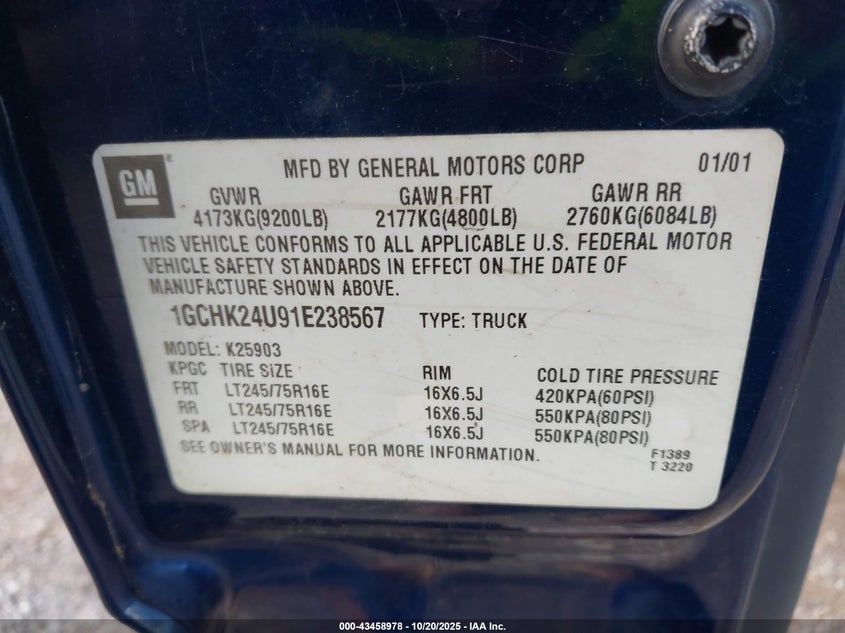 GM ® MFD BY GENERAL MOTORS CORP 01/01
GVWR GAWR FRT GAWR RR
4173KG(9200LB) 2177KG(4800LB) 2760KG(6084LB)
THIS VEHICLE CONFORMS TO ALL APPLICABLE U.S. FEDERAL MOTOR
VEHICLE SAFETY STANDARDS IN EFFECT ON THE DATE OF
MANUFACTURE SHOWN ABOVE.
1GCHK24U91E238567 TYPE: TRUCK
MODEL: K25903
KPGC TIRE SIZE RIM COLD TIRE PRESSURE
FRT LT245/75R16E 16X6.5J 420KPA(60PSI)
RR LT245/75R16E 16X6.5J 550KPA(80PSI)
SPA LT245/75R16E 16X6.5J 550KPA(80PSI)
SEE OWNER'S MANUAL FOR MORE INFORMATION. F1389
T 3220
000-43458978 - 10/20/2025 - IAA Inc.